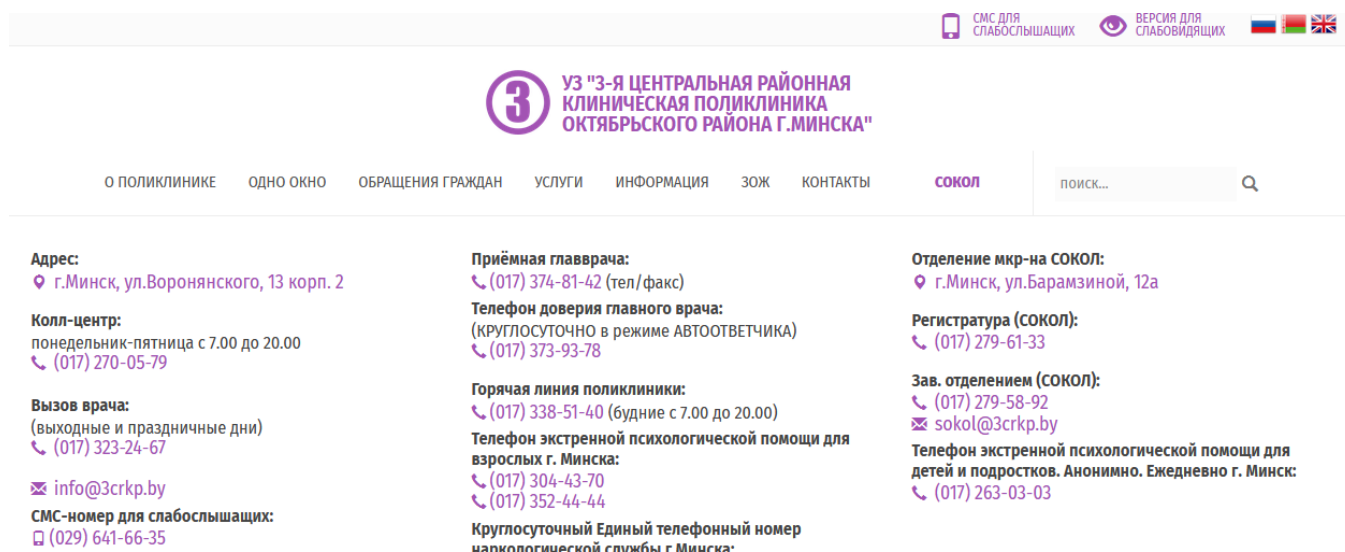 СМС ДЛЯ
СЛАБОСЛЫШАЩИХ
ВЕРСИЯ ДЛЯ
СЛАБОВИДЯЩИХ
3
УЗ "3-Я ЦЕНТРАЛЬНАЯ РАЙОННАЯ
КЛИНИЧЕСКАЯ ПОЛИКЛИНИКА
ОКТЯБРЬСКОГО РАЙОНА Г.МИНСКА"
О ПОЛИКЛИНИКЕ ОДНО ОКНО ОБРАЩЕНИЯ ГРАЖДАН УСЛУГИ ИНФОРМАЦИЯ ЗОЖ КОНТАКТЫ СОКОЛ поиск...
Адрес:
г.Минск, ул.Воронянского, 13 корп. 2
Колл-центр:
понедельник-пятница с 7.00 до 20.00
(017) 270-05-79
Вызов врача:
(выходные и праздничные дни)
(017) 323-24-67
info@3crkp.by
СМС-номер для слабослышащих:
(029) 641-66-35
Приёмная главврача:
(017) 374-81-42 (тел/факс)
Телефон доверия главного врача:
(КРУГЛОСУТОЧНО в режиме АВТООТВЕТЧИКА)
(017) 373-93-78
Горячая линия поликлиники:
(017) 338-51-40 (будние с 7.00 до 20.00)
Телефон экстренной психологической помощи для
взрослых г. Минска:
(017) 304-43-70
(017) 352-44-44
Круглосуточный Единый телефонный номер
наркологической службы г.Минска:
Отделение мкр-на СОКОЛ:
г.Минск, ул.Барамзиной, 12а
Регистратура (СОКОЛ):
(017) 279-61-33
Зав. отделением (СОКОЛ):
(017) 279-58-92
sokol@3crkp.by
Телефон экстренной психологической помощи для
детей и подростков. Анонимно. Ежедневно г. Минск:
(017) 263-03-03